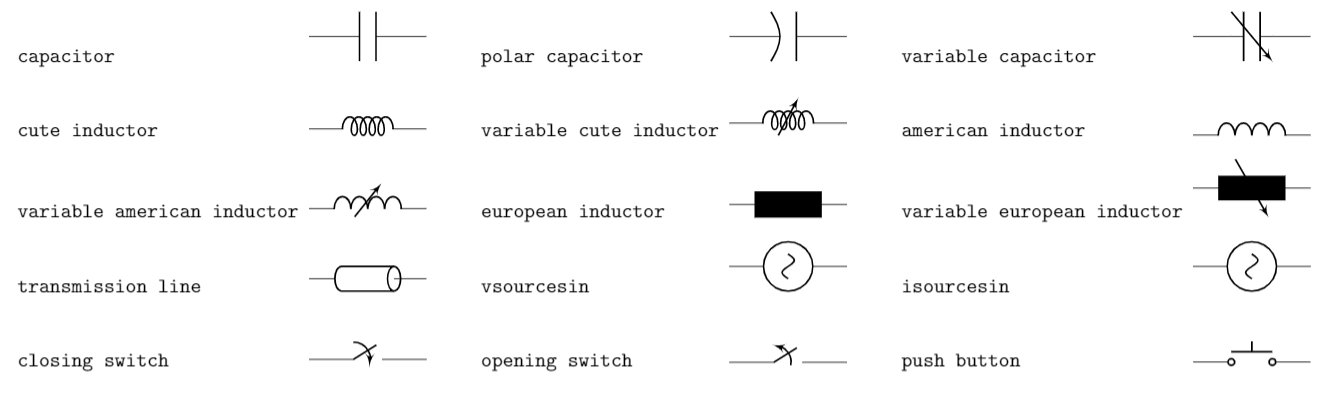 capacitor polar capacitor variable capacitor
cute inductor variable cute inductor american inductor
variable american inductor european inductor variable european inductor
transmission line vsourcesin isourcesin
closing switch opening switch push button